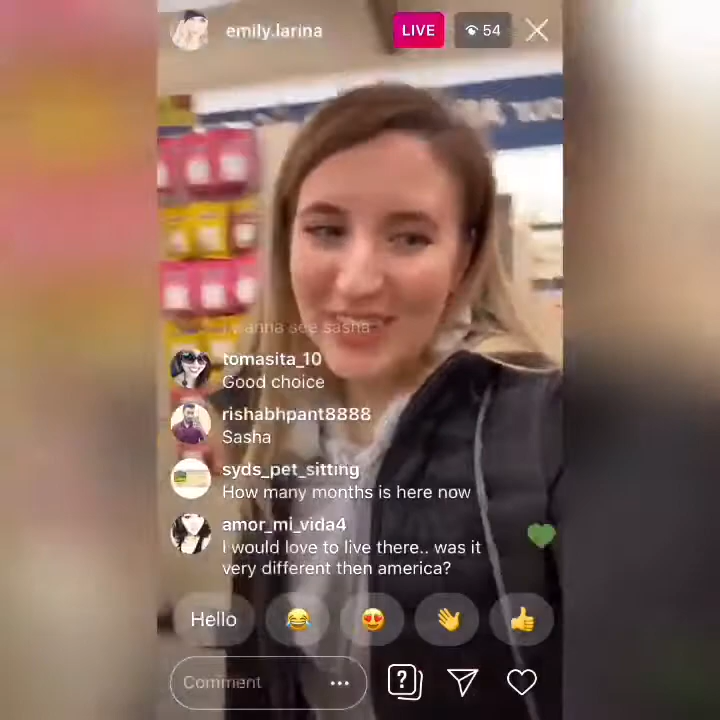 emily.larina
LIVE
54
wanna see sasha
tomasita_10
Good choice
rishabhpant8888
Sasha
syds_pet_sitting
How many months is here now
amor_mi_vida4
I would love to live there.. was it
very different then america?
Hello
Comment